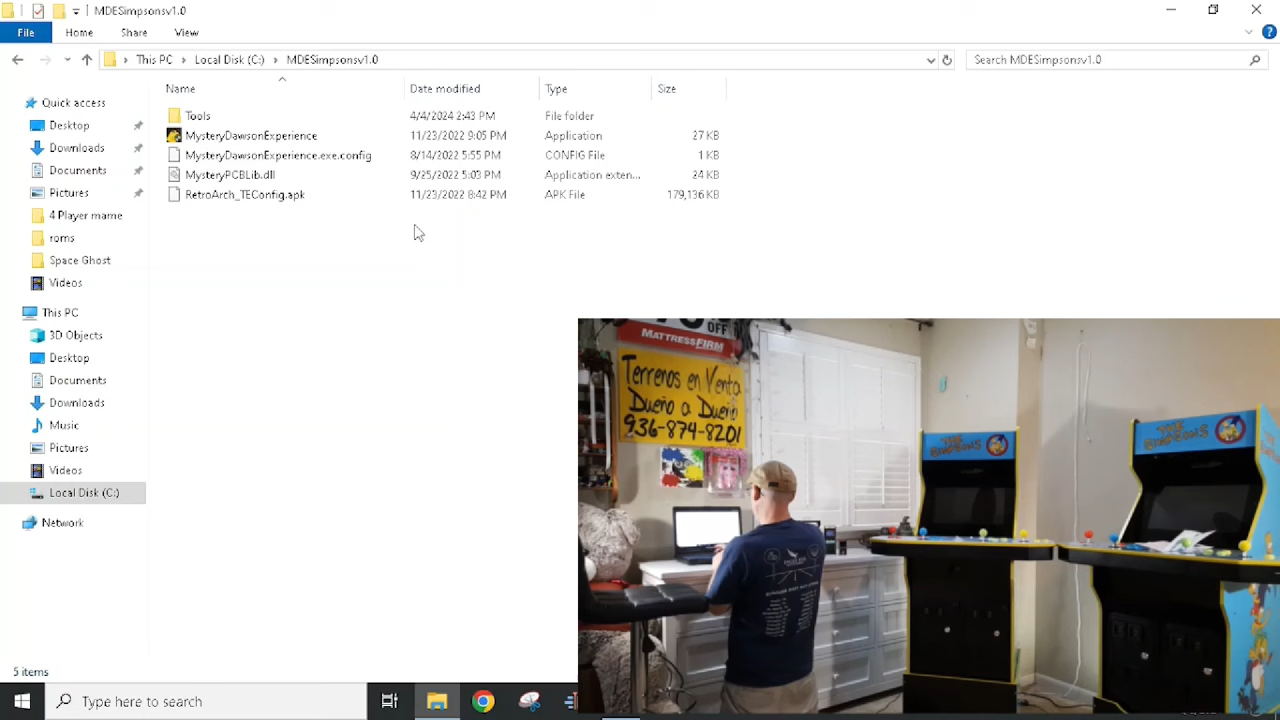 MDESimpsonsv1.0
File Home Share View
This PC Local Disk (C:) MDESimpsonsv1.0
Search MDESimpsonsv1.0
Name Date modified Type Size
Tools 4/4/2024 2:43 PM File folder
MysteryDawsonExperience 11/23/2022 9:05 PM Application 27 KB
MysteryDawsonExperience.exe.config 8/14/2022 5:55 PM CONFIG File 1 KB
MysteryPCBLib.dll 9/25/2022 5:03 PM Application exten... 24 KB
RetroArch_TEConfig.apk 11/23/2022 8:42 PM APK File 179,136 KB
Quick access
Desktop
Downloads
Documents
Pictures
4 Player mame
roms
Space Ghost
Videos
This PC
3D Objects
Desktop
Documents
Downloads
Music
Pictures
Videos
Local Disk (C:)
Network
5 items
Type here to search
OFF
MATTRESSFIRM
Terrenos en Venta
Dueño a Dueño
936-874-8201
THE
SIMPSONS
THE
SIMPSONS